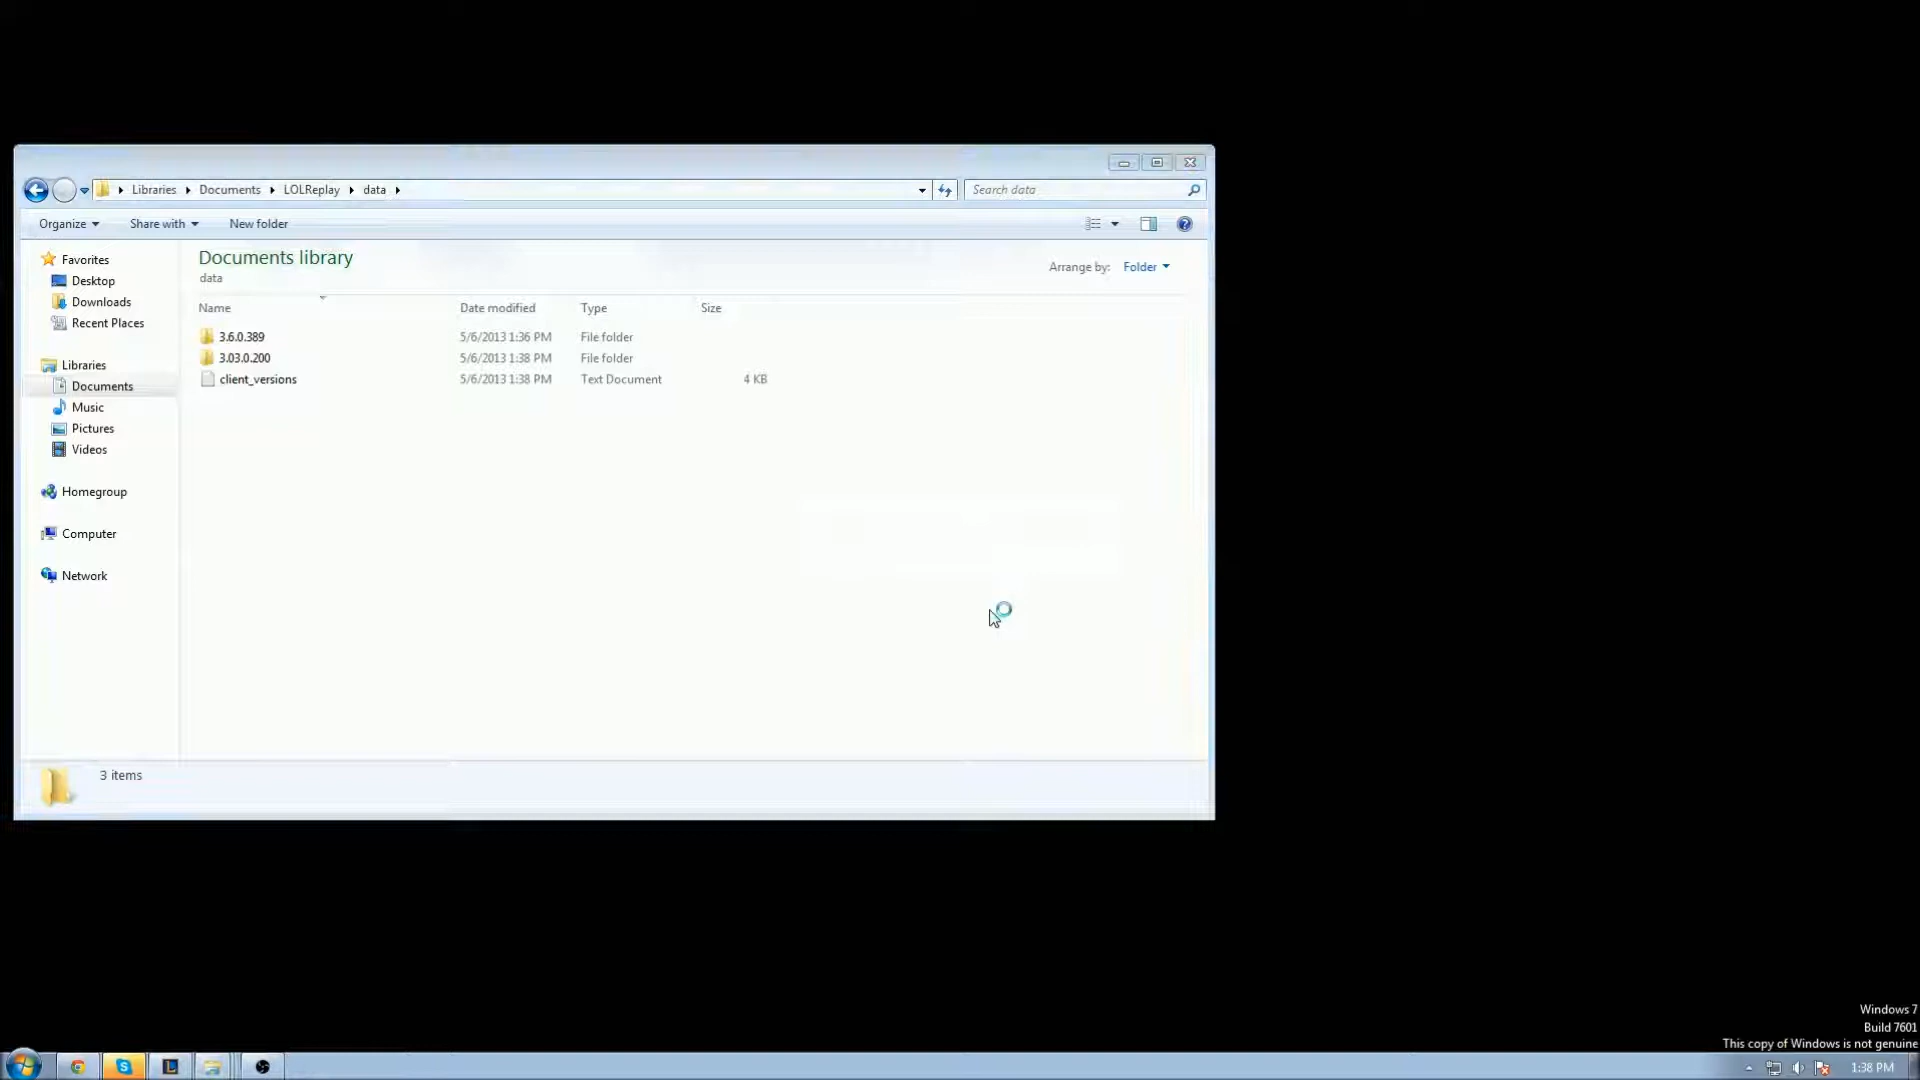 Libraries Documents LOLReplay data
Search data
Organize Share with New folder
Favorites
Desktop
Downloads
Recent Places
Libraries
Documents
Music
Pictures
Videos
Homegroup
Computer
Network
Documents library
data
Arrange by: Folder
Name Date modified Type Size
3.6.0.389 5/6/2013 1:36 PM File folder
3.03.0.200 5/6/2013 1:38 PM File folder
client_versions 5/6/2013 1:38 PM Text Document 4 KB
3 items
Windows 7
Build 7601
This copy of Windows is not genuine
1:38 PM